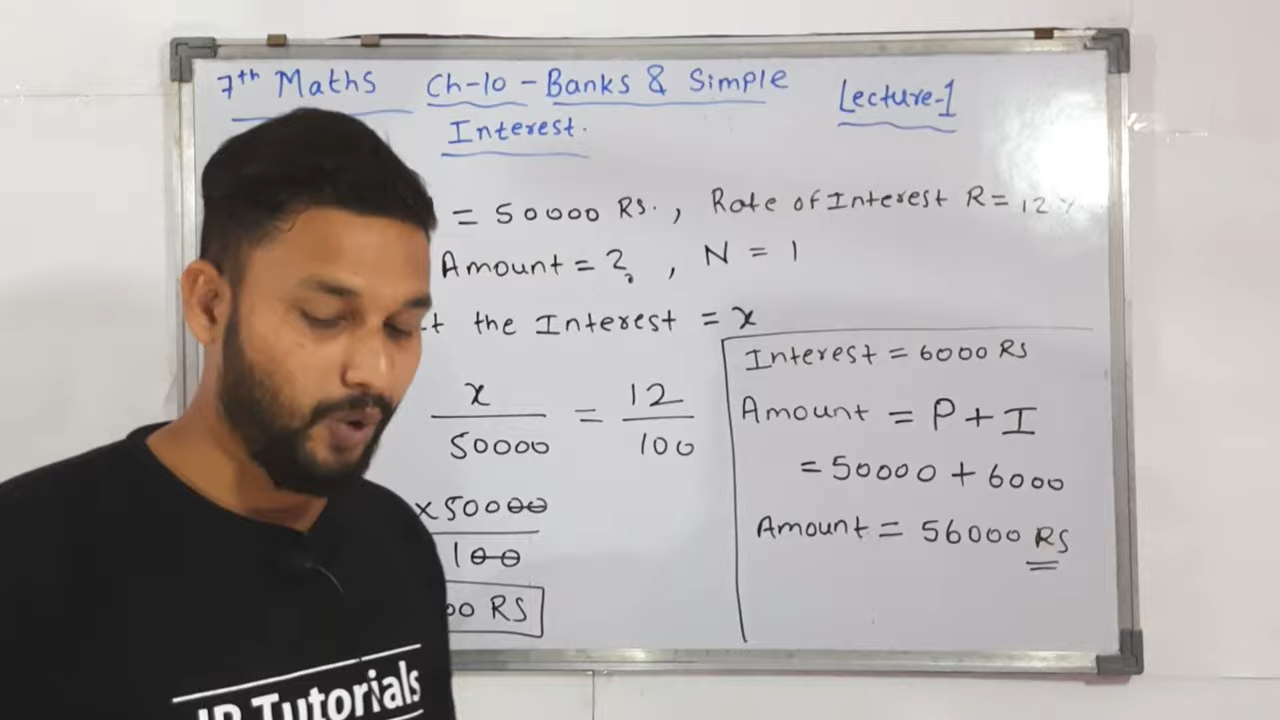 7th Maths Ch-10 - Banks & Simple Interest. Lecture-1
= 50000 Rs. , Rate of Interest R = 12%
Amount = ? , N = 1
the Interest = x
x / 50000 = 12 / 100
x 50000
100
00 RS
Interest = 6000 RS
Amount = P + I
= 50000 + 6000
Amount = 56000 RS
Tutorials